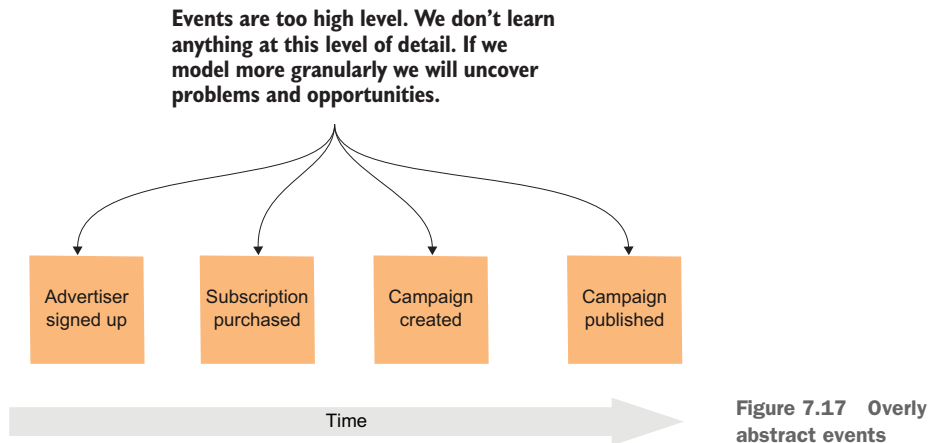 Events are too high level. We don’t learn
anything at this level of detail. If we
model more granularly we will uncover
problems and opportunities.
Advertiser
signed up
Subscription
purchased
Campaign
created
Campaign
published
Time
Figure 7.17 Overly
abstract events